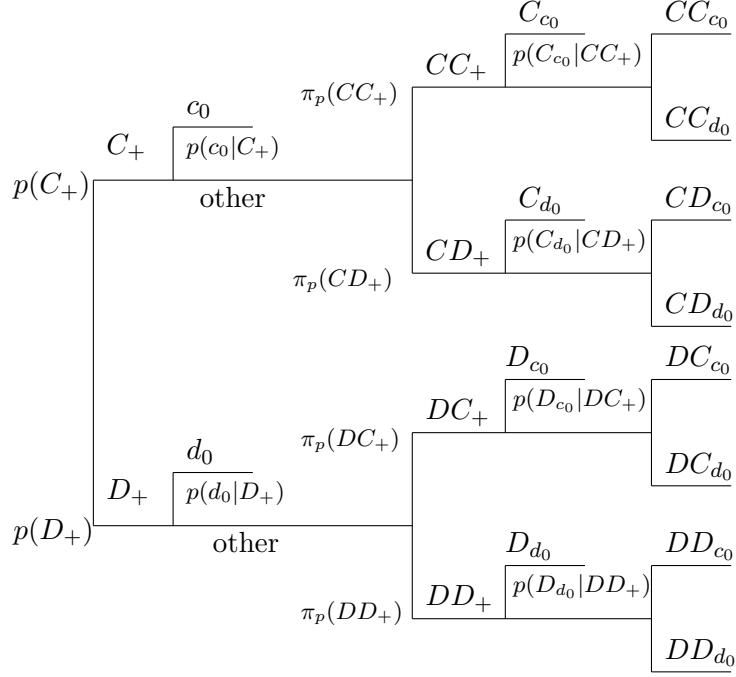 C_{c_0} CC_{c_0}
CC_+ p(C_{c_0}|CC_+)
π_p(CC_+)
c_0 CC_{d_0}
C_+ p(c_0|C_+)
p(C_+) other
C_{d_0} CD_{c_0}
CD_+ p(C_{d_0}|CD_+)
π_p(CD_+)
CD_{d_0}
D_{c_0} DC_{c_0}
DC_+ p(D_{c_0}|DC_+)
π_p(DC_+)
d_0 DC_{d_0}
D_+ p(d_0|D_+)
p(D_+) other
D_{d_0} DD_{c_0}
DD_+ p(D_{d_0}|DD_+)
π_p(DD_+)
DD_{d_0}